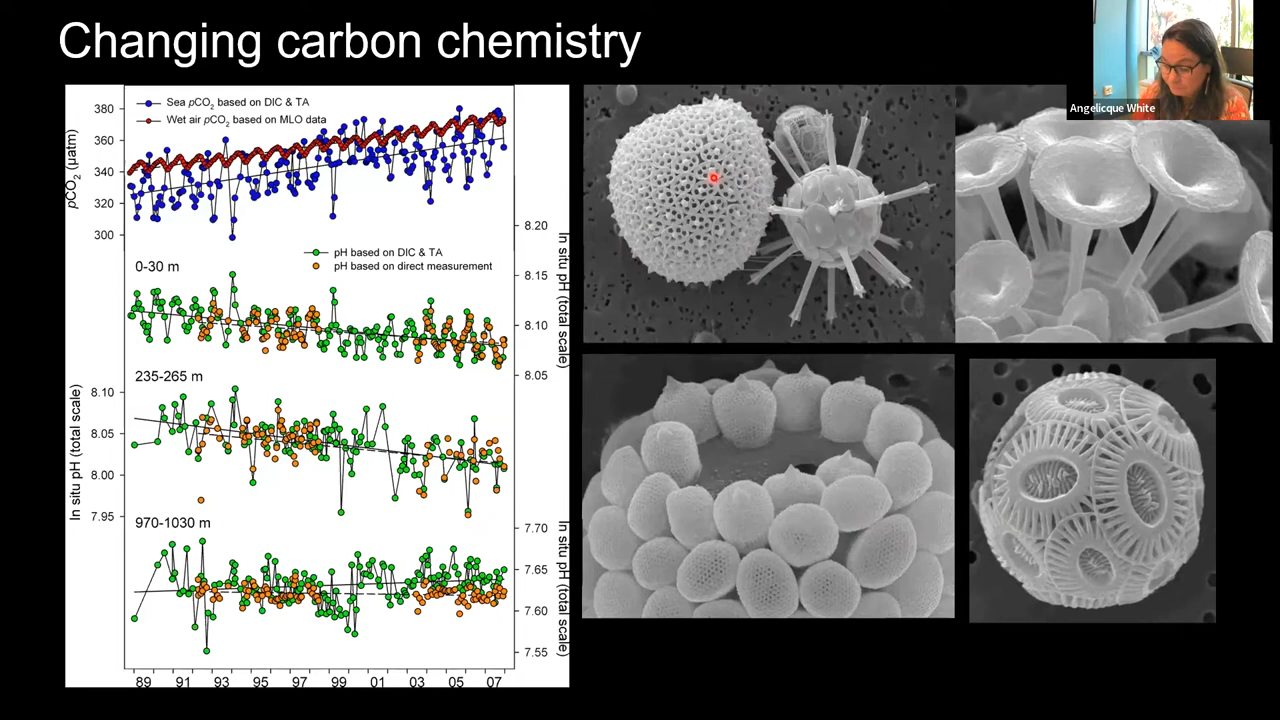 Changing carbon chemistry
Angelicque White
Sea pCO2 based on DIC & TA
Wet air pCO2 based on MLO data
380
360
340
320
300
pCO2 (µatm)
pH based on DIC & TA
pH based on direct measurement
0-30 m
8.20
8.15
8.10
8.05
In situ pH (total scale)
235-265 m
8.10
8.05
8.00
7.95
In situ pH (total scale)
970-1030 m
7.70
7.65
7.60
7.55
In situ pH (total scale)
89 91 93 95 97 99 01 03 05 07